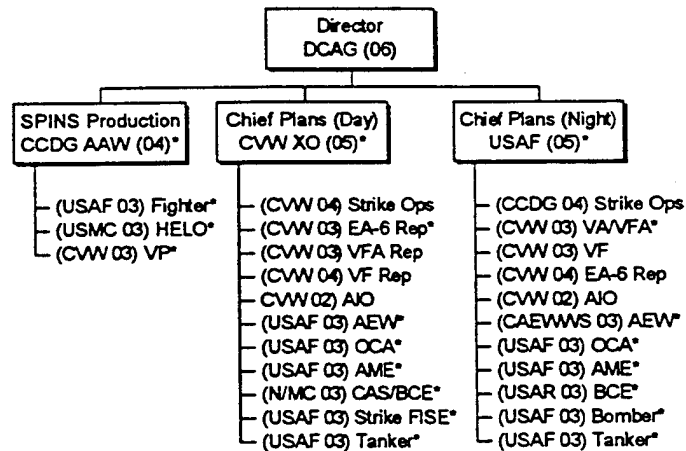 Director
DCAG (06)
SPINS Production
CCDG AAW (04)*
(USAF 03) Fighter*
(USMC 03) HELO*
(CVW 03) VP*
Chief Plans (Day)
CVW XO (05)*
(CVW 04) Strike Ops
(CVW 03) EA-6 Rep*
(CVW 03) VFA Rep
(CVW 04) VF Rep
CVW 02) AIO
(USAF 03) AEW*
(USAF 03) OCA*
(USAF 03) AME*
(N/MC 03) CAS/BCE*
(USAF 03) Strike FISE*
(USAF 03) Tanker*
Chief Plans (Night)
USAF (05)*
(CCDG 04) Strike Ops
(CVW 03) VA/VFA*
(CVW 03) VF
(CVW 04) EA-6 Rep
(CVW 02) AIO
(CAEWWS 03) AEW*
(USAF 03) OCA*
(USAF 03) AME*
(USAR 03) BCE*
(USAF 03) Bomber*
(USAF 03) Tanker*